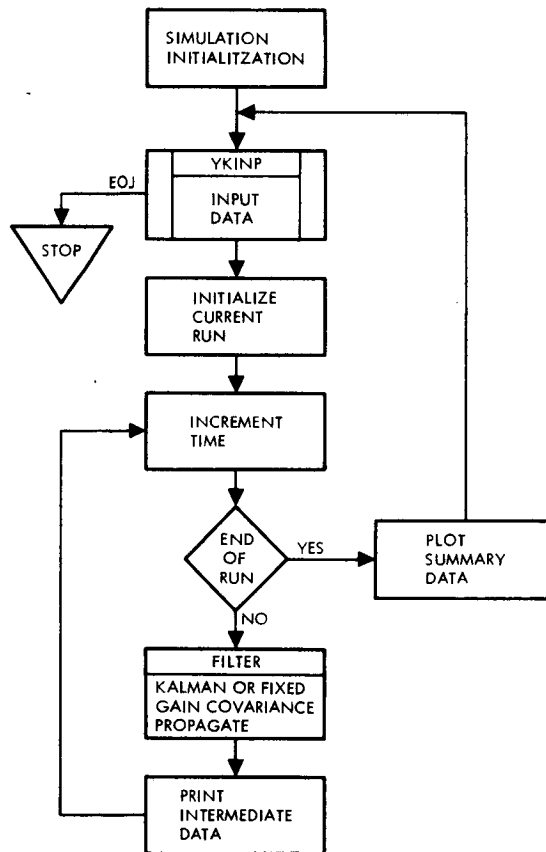 SIMULATION
INITIALITZATION
YKINP
EOJ
INPUT
DATA
STOP
INITIALIZE
CURRENT
RUN
INCREMENT
TIME
END
OF
RUN
YES
PLOT
SUMMARY
DATA
NO
FILTER
KALMAN OR FIXED
GAIN COVARIANCE
PROPAGATE
PRINT
INTERMEDIATE
DATA